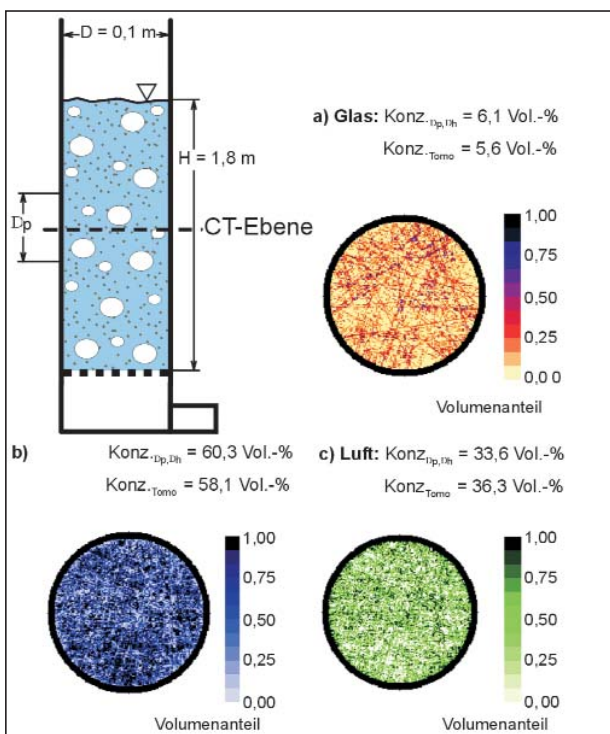 D = 0,1 m
H = 1,8 m
Dp
CT-Ebene
a) Glas: Konz.Dp,Dh = 6,1 Vol.-%
Konz.Tomo = 5,6 Vol.-%
1,00
0,75
0,50
0,25
0,0 0
Volumenanteil
b) Konz.Dp,Dh = 60,3 Vol.-%
Konz.Tomo = 58,1 Vol.-%
1,00
0,75
0,50
0,25
0,00
Volumenanteil
c) Luft: Konz.Dp,Dh = 33,6 Vol.-%
KonzTomo = 36,3 Vol.-%
1,00
0,75
0,50
0,25
0,00
Volumenanteil